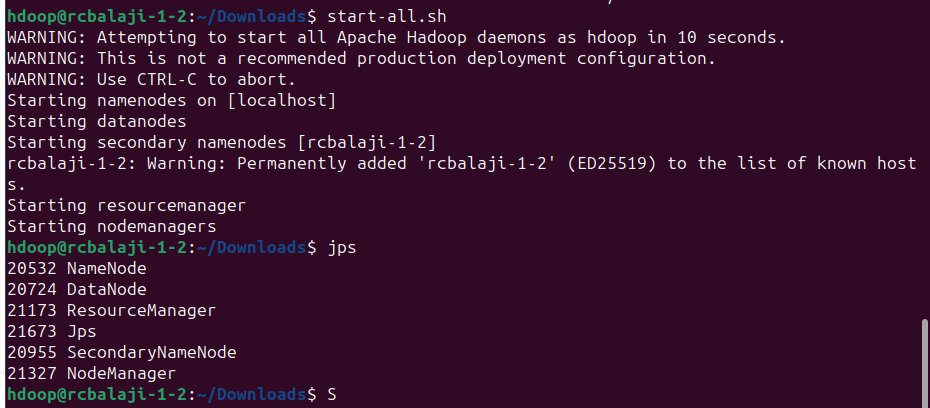 hdoop@rcbalaji-1-2:~/Downloads$ start-all.sh
WARNING: Attempting to start all Apache Hadoop daemons as hdoop in 10 seconds.
WARNING: This is not a recommended production deployment configuration.
WARNING: Use CTRL-C to abort.
Starting namenodes on [localhost]
Starting datanodes
Starting secondary namenodes [rcbalaji-1-2]
rcbalaji-1-2: Warning: Permanently added 'rcbalaji-1-2' (ED25519) to the list of known host
s.
Starting resourcemanager
Starting nodemanagers
hdoop@rcbalaji-1-2:~/Downloads$ jps
20532 NameNode
20724 DataNode
21173 ResourceManager
21673 Jps
20955 SecondaryNameNode
21327 NodeManager
hdoop@rcbalaji-1-2:~/Downloads$ S